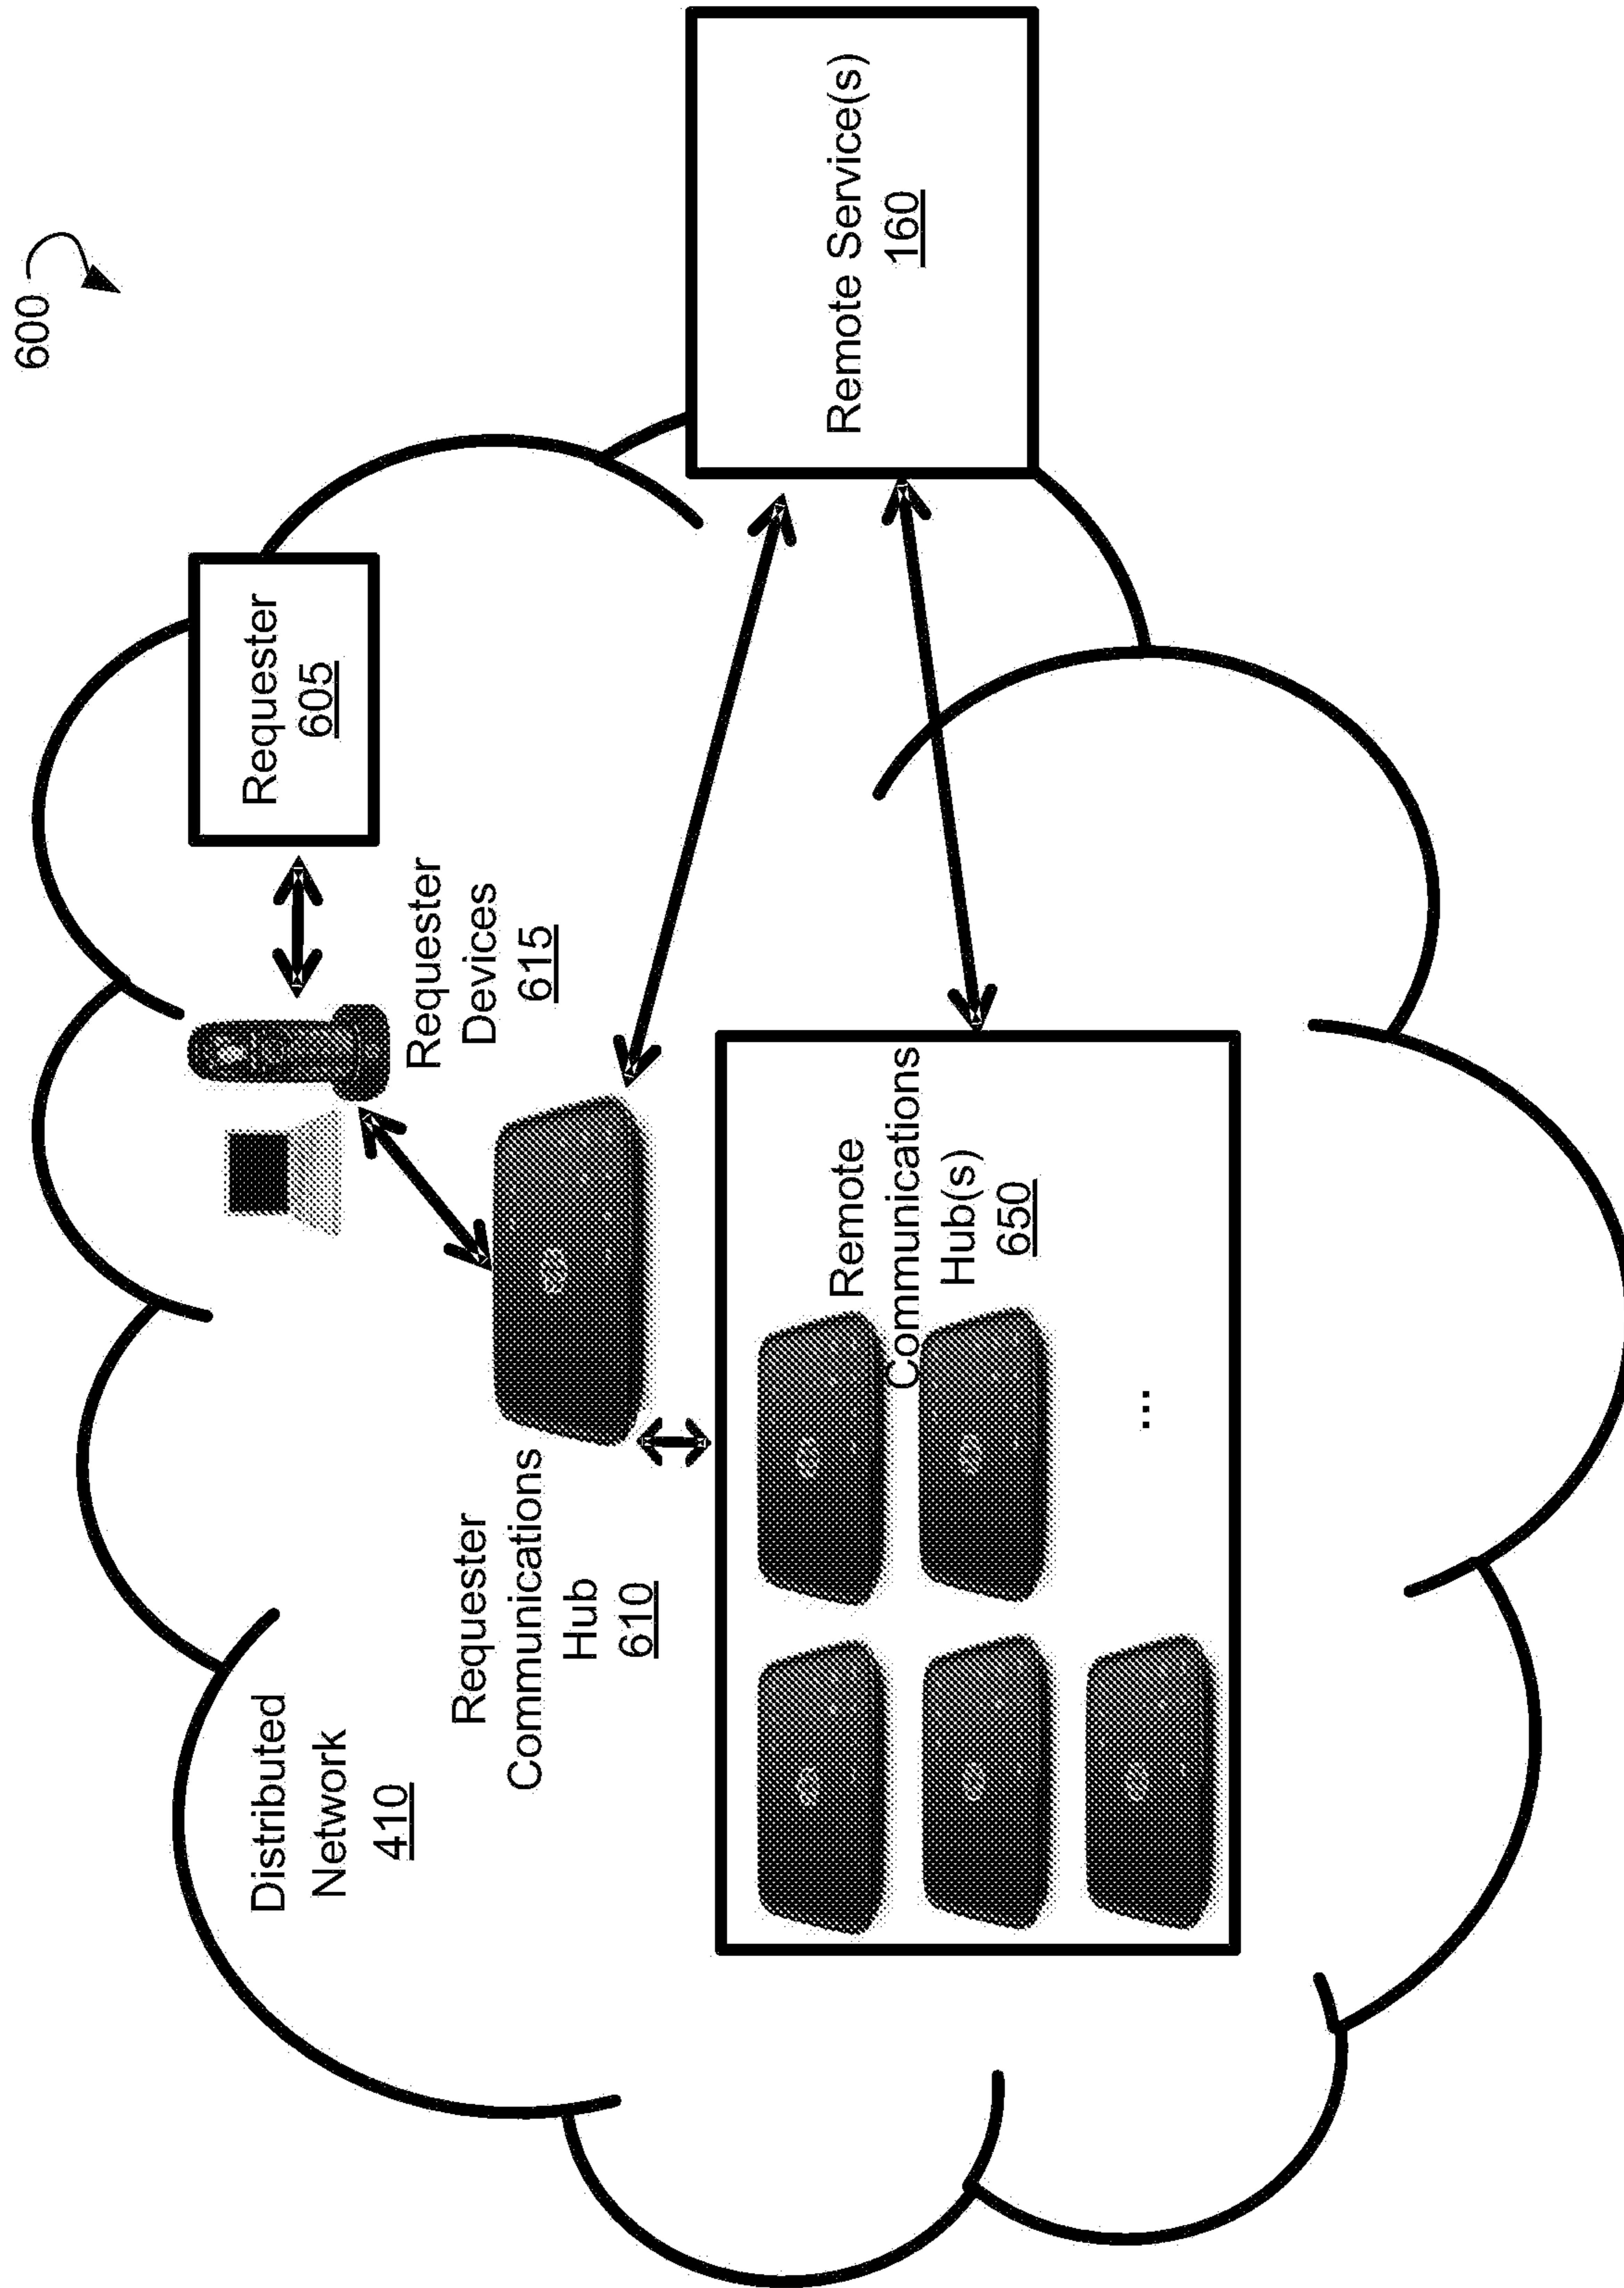 600
Distributed
Network
410
Requester
605
Requester
Devices
615
Requester
Communications
Hub
610
Remote
Communications
Hub(s)
650
...
Remote Service(s)
160